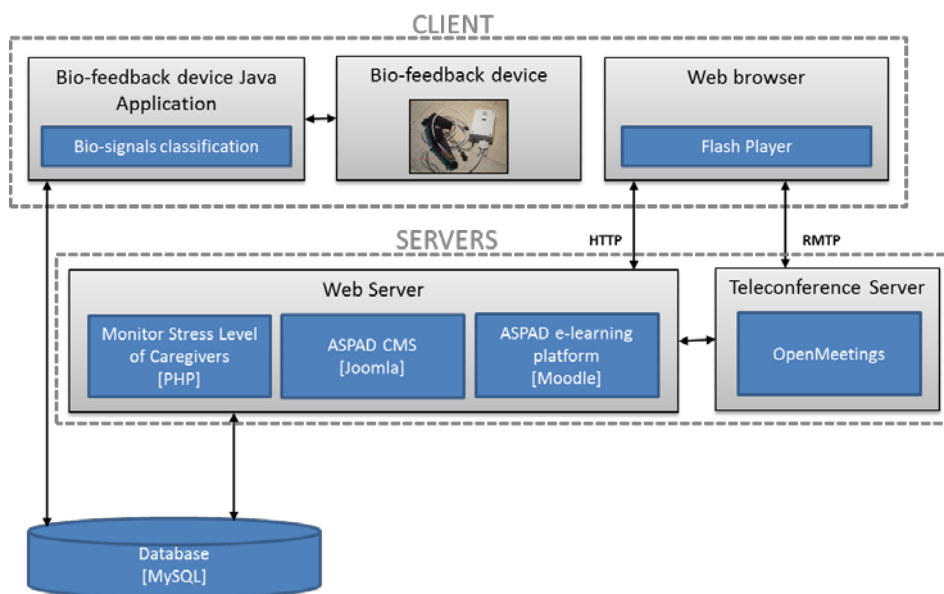 CLIENT
Bio-feedback device Java
Application
Bio-signals classification
Bio-feedback device
Web browser
Flash Player
HTTP
RMTP
SERVERS
Web Server
Monitor Stress Level
of Caregivers
[PHP]
ASPAD CMS
[Joomla]
ASPAD e-learning
platform
[Moodle]
Teleconference Server
OpenMeetings
Database
[MySQL]